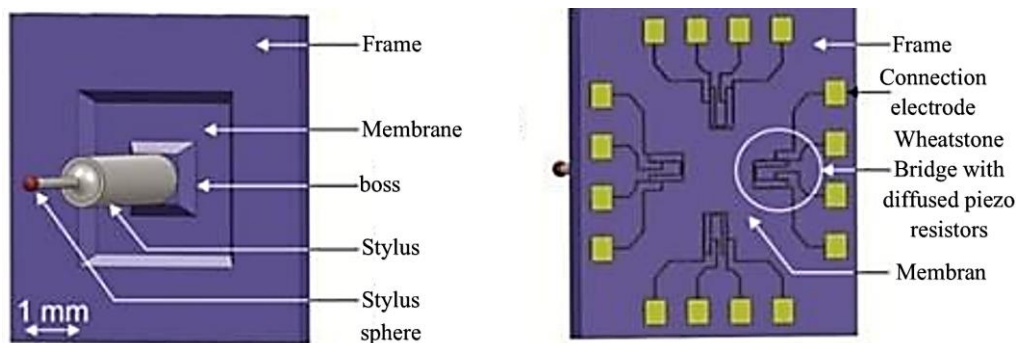 Frame
Membrane
boss
Stylus
Stylus
sphere
1 mm
Frame
Connection
electrode
Wheatstone
Bridge with
diffused piezo
resistors
Membran